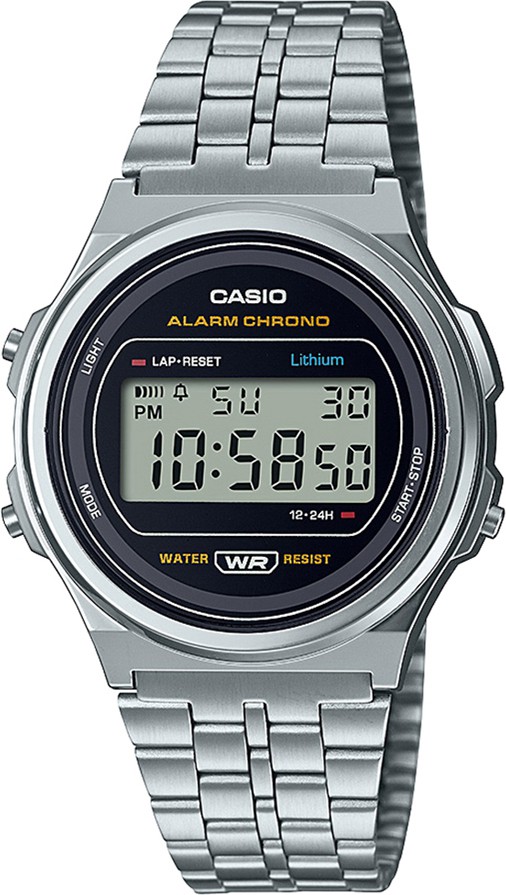 CASIO
ALARM CHRONO
LIGHT
LAP•RESET Lithium
SU 30
PM
10:58 50
MODE
START•STOP
12•24H
WATER WR RESIST